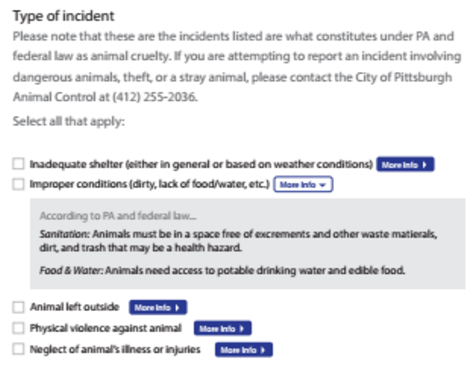 Type of incident
Please note that these are the incidents listed are what constitutes under PA and
federal law as animal cruelty. If you are attempting to report an incident involving
dangerous animals, theft, or a stray animal, please contact the City of Pittsburgh
Animal Control at (412) 255-2036.
Select all that apply:
Inadequate shelter (either in general or based on weather conditions) More Info
Improper conditions (dirty, lack of food/water, etc.) More Info
According to PA and federal law...
Sanitation: Animals must be in a space free of excrements and other waste matierals,
dirt, and trash that may be a health hazard.
Food & Water: Animals need access to potable drinking water and edible food.
Animal left outside More Info
Physical violence against animal More Info
Neglect of animal's illness or injuries More Info